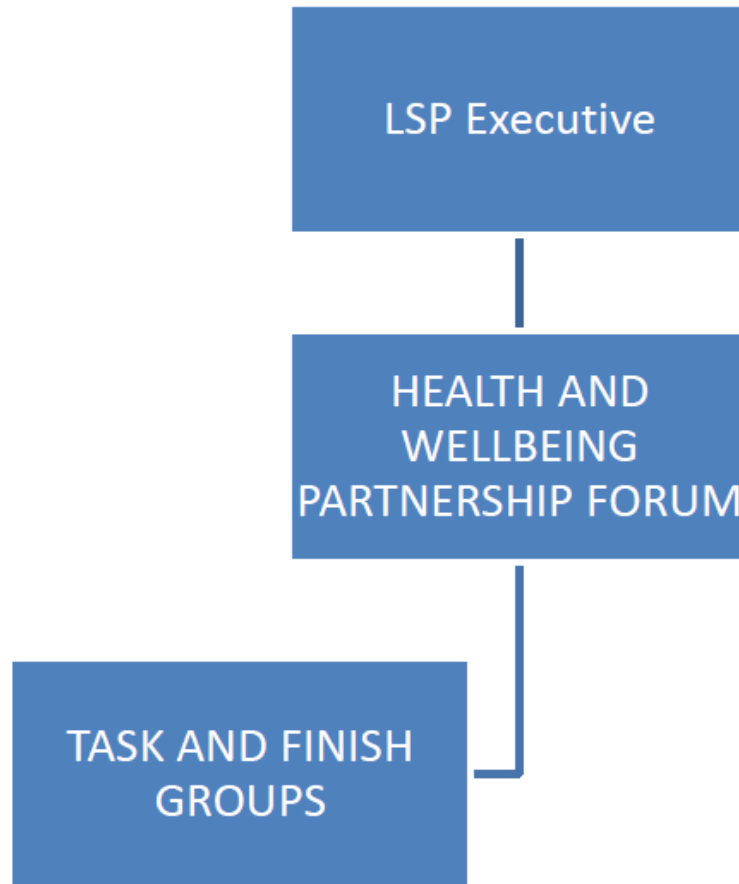 LSP Executive
HEALTH AND
WELLBEING
PARTNERSHIP FORUM
TASK AND FINISH
GROUPS